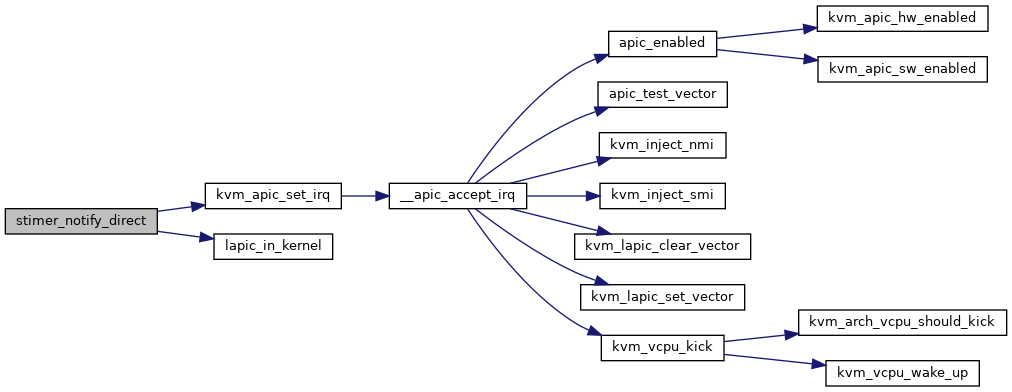 stimer_notify_direct
kvm_apic_set_irq
lapic_in_kernel
__apic_accept_irq
apic_enabled
apic_test_vector
kvm_inject_nmi
kvm_inject_smi
kvm_lapic_clear_vector
kvm_lapic_set_vector
kvm_vcpu_kick
kvm_apic_hw_enabled
kvm_apic_sw_enabled
kvm_arch_vcpu_should_kick
kvm_vcpu_wake_up